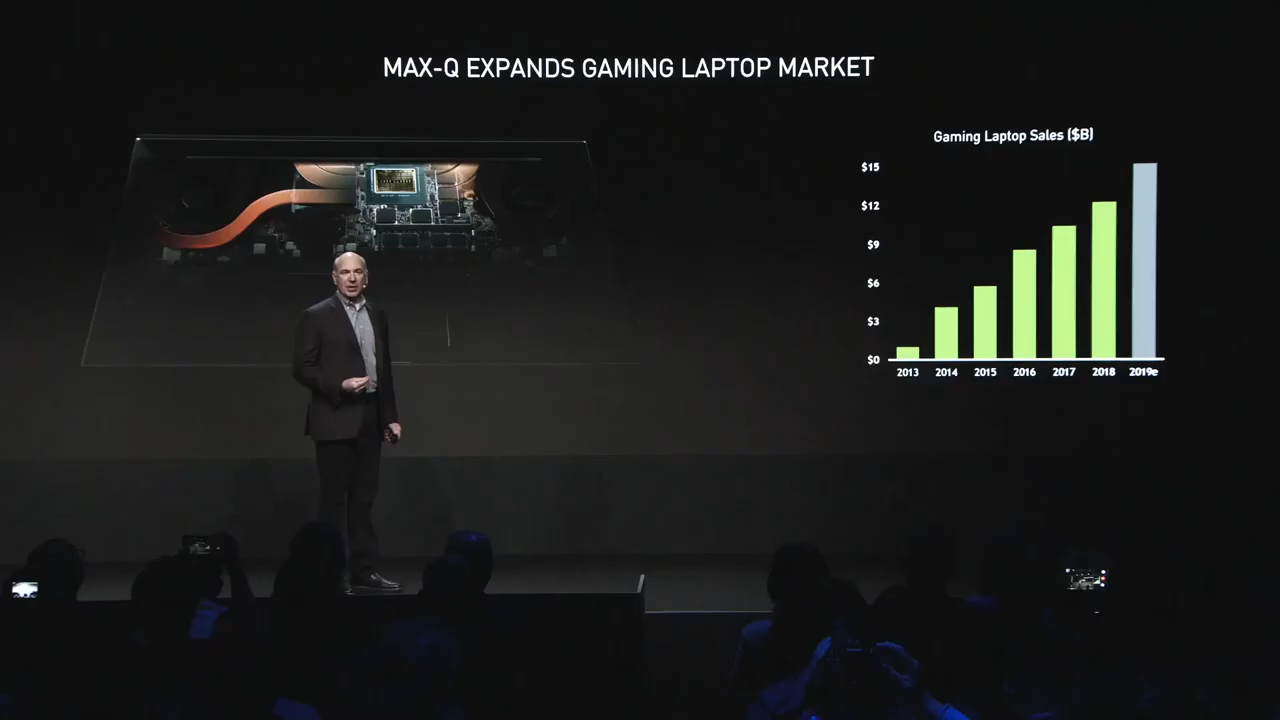 MAX-Q EXPANDS GAMING LAPTOP MARKET
Gaming Laptop Sales ($B)
$15
$12
$9
$6
$3
$0
2013 2014 2015 2016 2017 2018 2019e